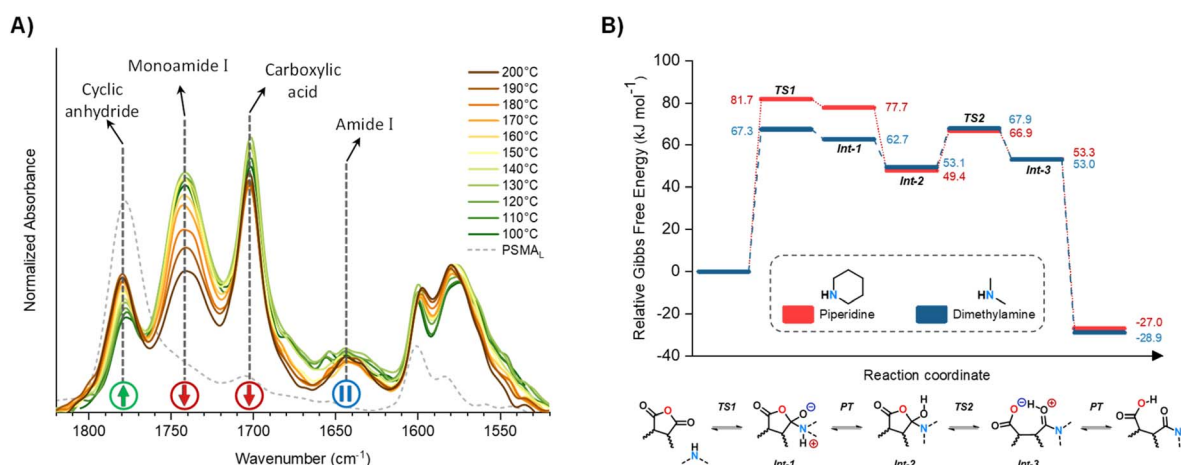 A)
Cyclic
anhydride
Monoamide I
Carboxylic
acid
Amide I
200°C
190°C
180°C
170°C
160°C
150°C
140°C
130°C
120°C
110°C
100°C
PSMA_L
Normalized Absorbance
1800
1750
1700
1650
1600
1550
Wavenumber (cm⁻¹)
B)
Relative Gibbs Free Energy (kJ mol⁻¹)
100
80
60
40
20
0
-20
-40
81.7
TS1
77.7
67.3
Int-1
62.7
53.1
49.4
Int-2
TS2
67.9
66.9
Int-3
53.3
53.0
-27.0
-28.9
HN
HN
Piperidine
Dimethylamine
Reaction coordinate
TS1
PT
TS2
PT
O
O
O
H
N
O
O
O
N
H
Int-1
O
O
O
H
N
Int-2
O
H
O
N
Int-3
O
H
O
O
N